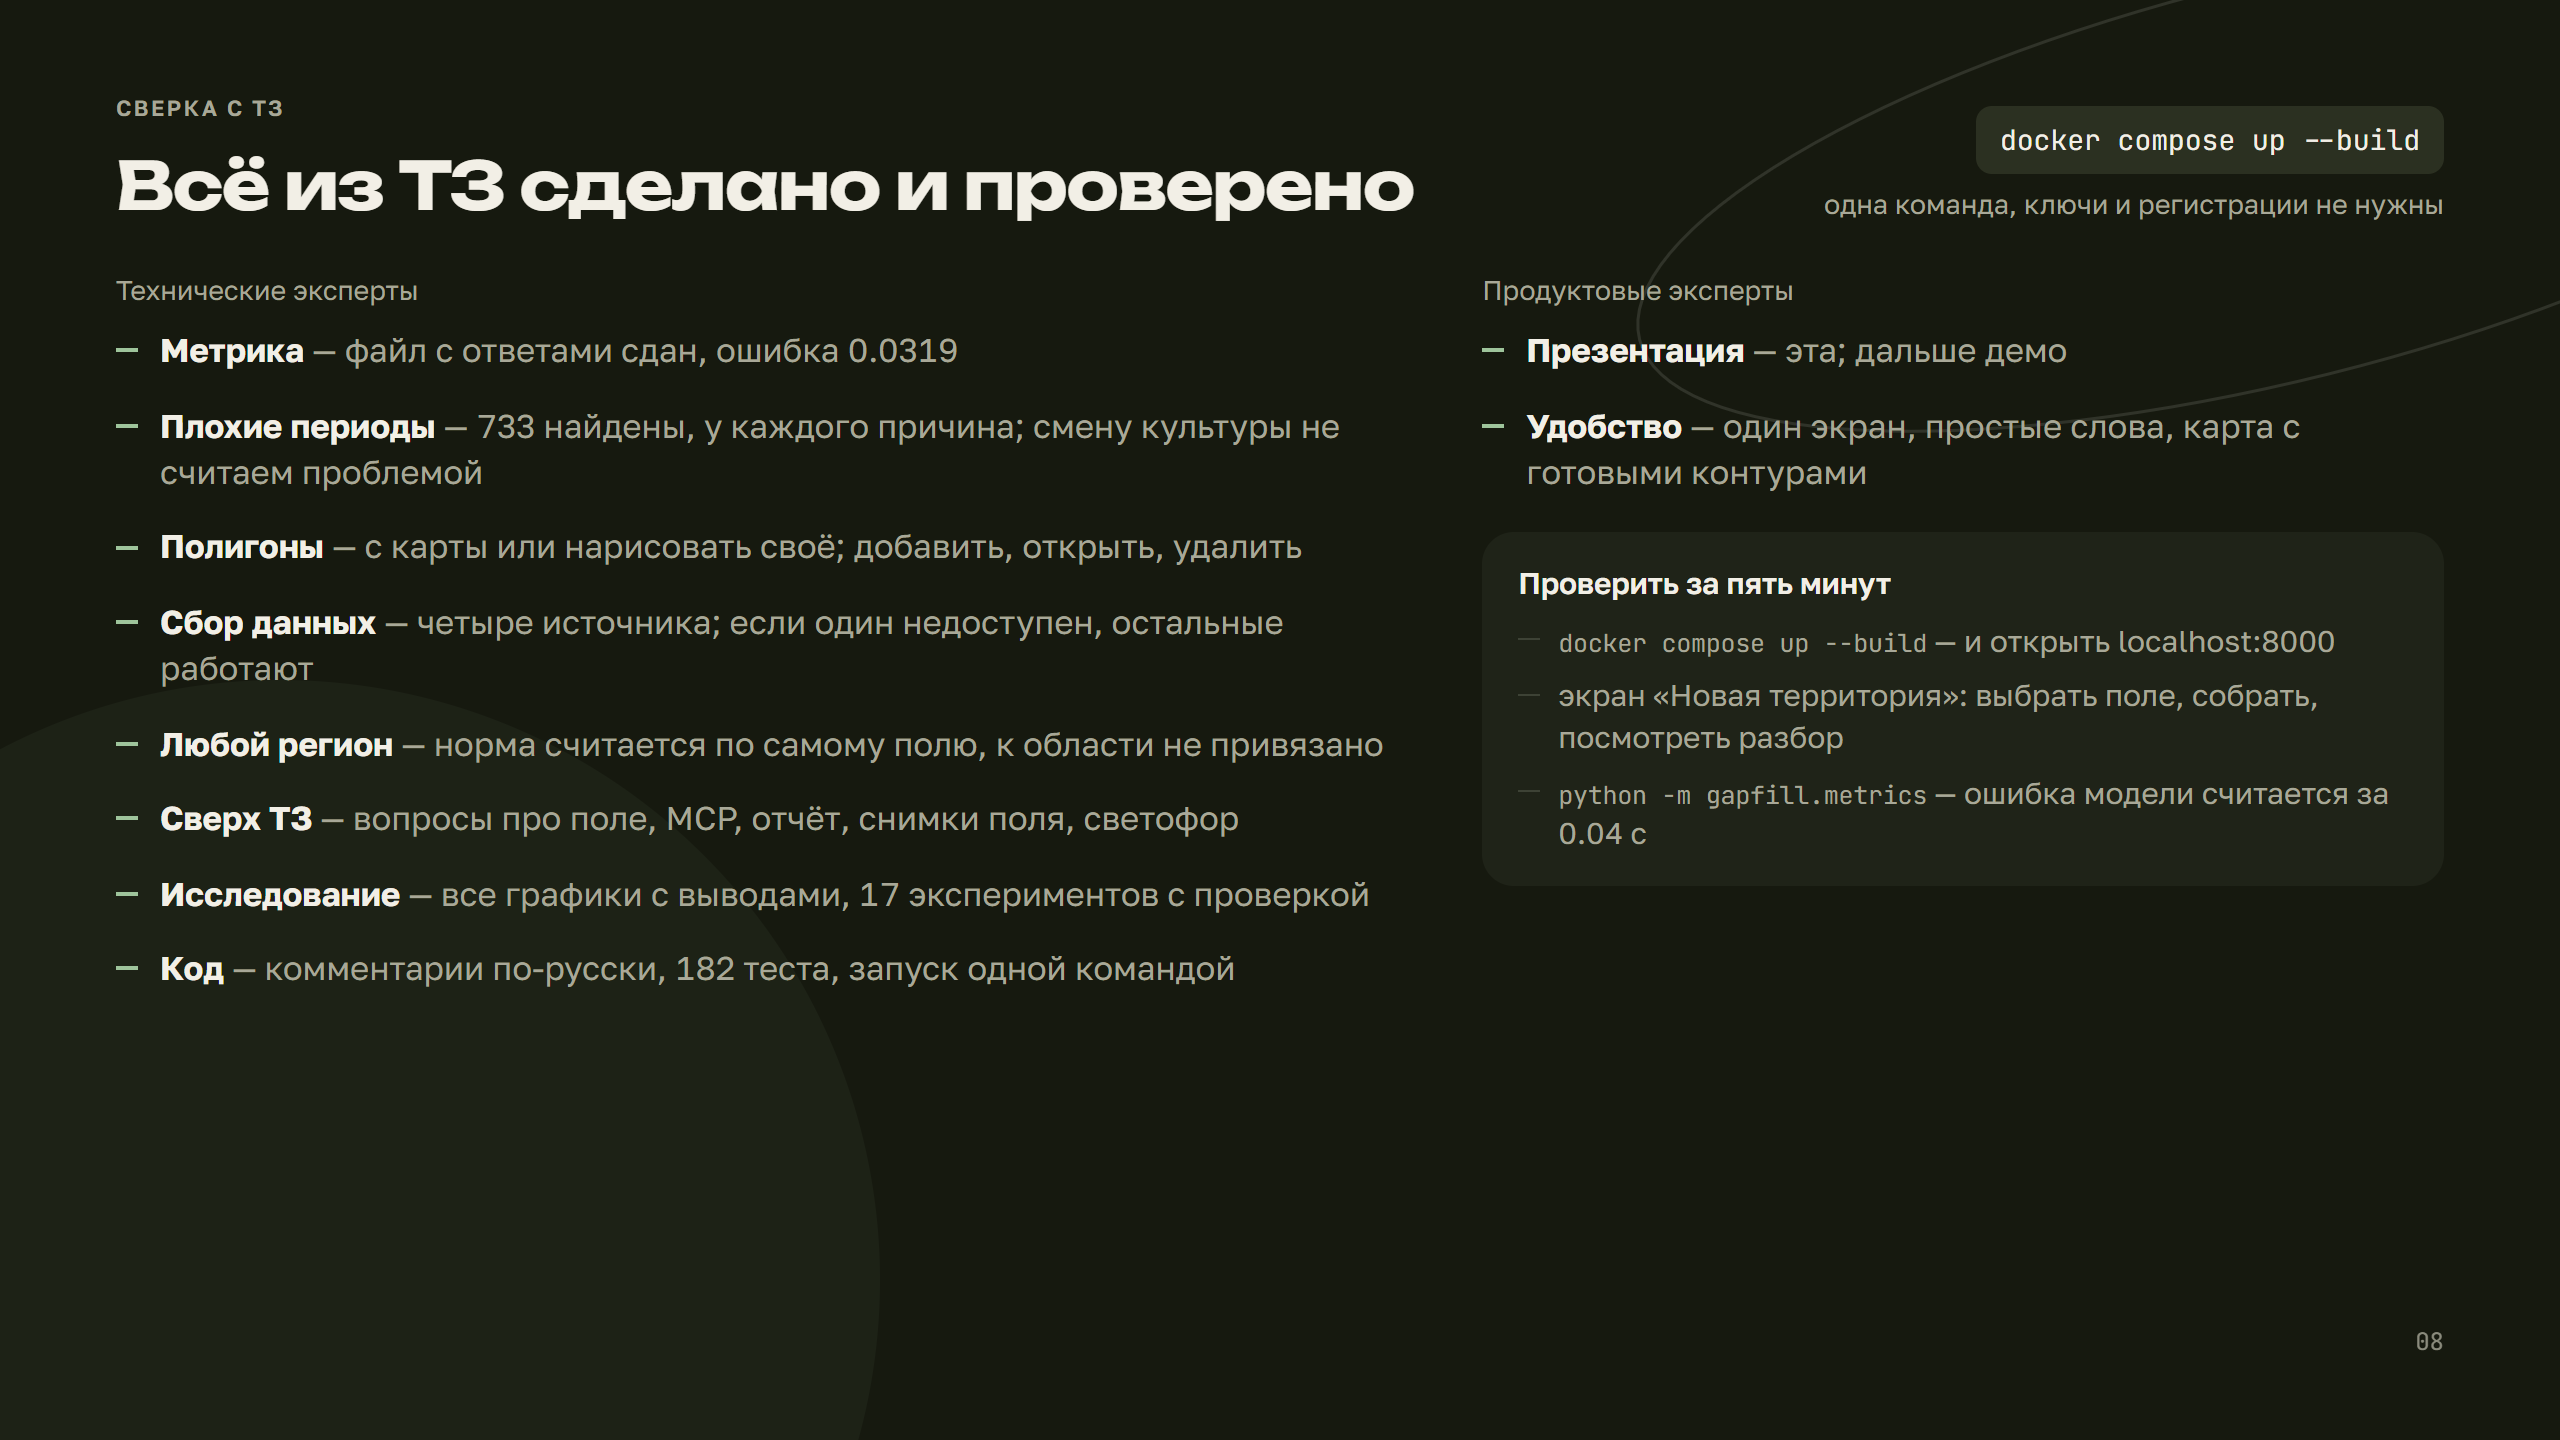 СВЕРКА С ТЗ
Всё из ТЗ сделано и проверено
docker compose up --build
одна команда, ключи и регистрации не нужны
Технические эксперты
— Метрика — файл с ответами сдан, ошибка 0.0319
— Плохие периоды — 733 найдены, у каждого причина; смену культуры не
считаем проблемой
— Полигоны — с карты или нарисовать своё; добавить, открыть, удалить
— Сбор данных — четыре источника; если один недоступен, остальные
работают
— Любой регион — норма считается по самому полю, к области не привязано
— Сверх ТЗ — вопросы про поле, MCP, отчёт, снимки поля, светофор
— Исследование — все графики с выводами, 17 экспериментов с проверкой
— Код — комментарии по-русски, 182 теста, запуск одной командой
Продуктовые эксперты
— Презентация — эта; дальше демо
— Удобство — один экран, простые слова, карта с
готовыми контурами
Проверить за пять минут
— docker compose up --build — и открыть localhost:8000
— экран «Новая территория»: выбрать поле, собрать,
посмотреть разбор
— python -m gapfill.metrics — ошибка модели считается за
0.04 с
08